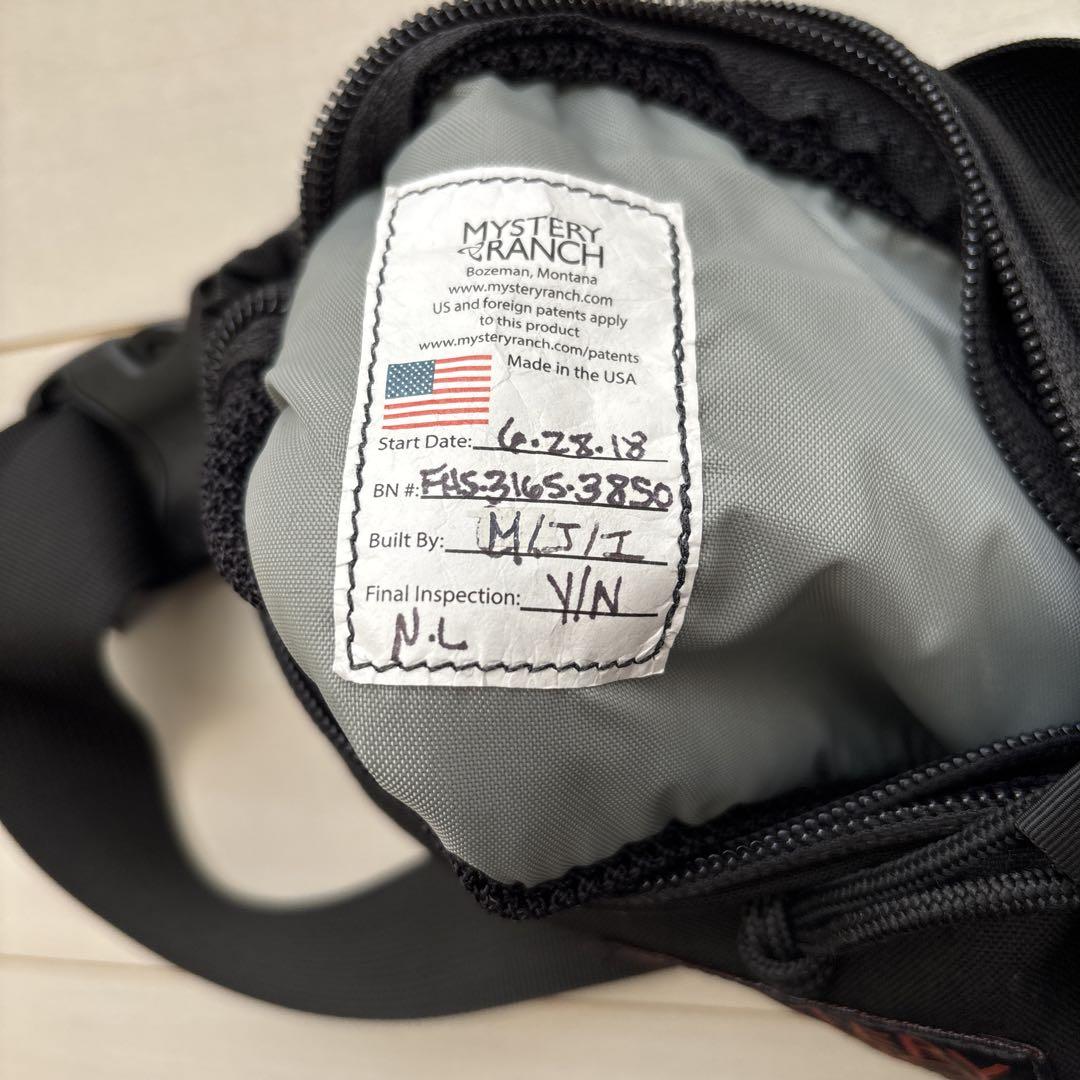 MYSTERY
RANCH
Bozeman, Montana
www.mysteryranch.com
US and foreign patents apply
to this product
www.mysteryranch.com/patents
Made in the USA
Start Date: 6.28.18
BN #: FHS.3165.3850
Built By: M/J/I
Final Inspection: Y/N
N.L